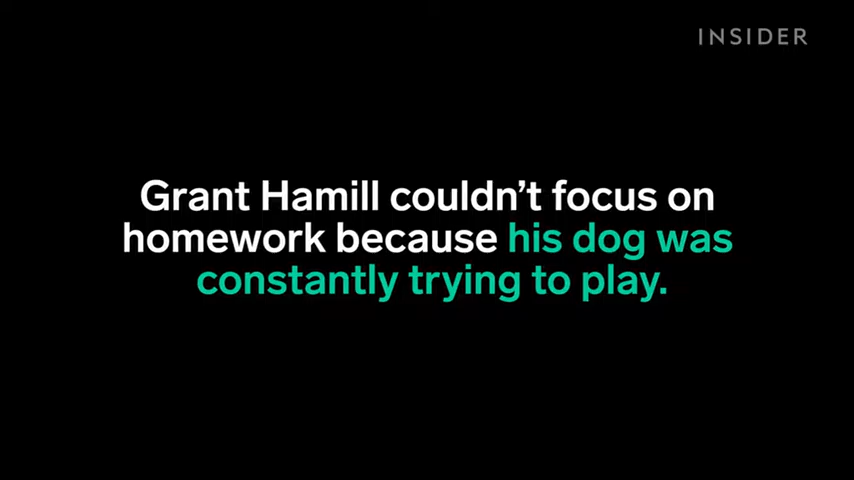 INSIDER
Grant Hamill couldn’t focus on
homework because his dog was
constantly trying to play.